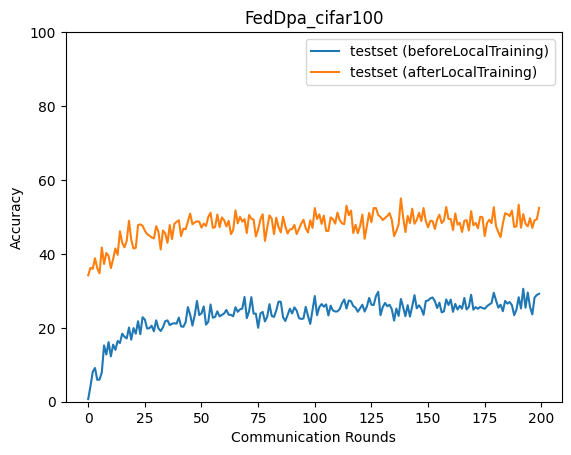 FedDpa_cifar100
testset (beforeLocalTraining)
testset (afterLocalTraining)
Accuracy
100
80
60
40
20
0
0 25 50 75 100 125 150 175 200
Communication Rounds